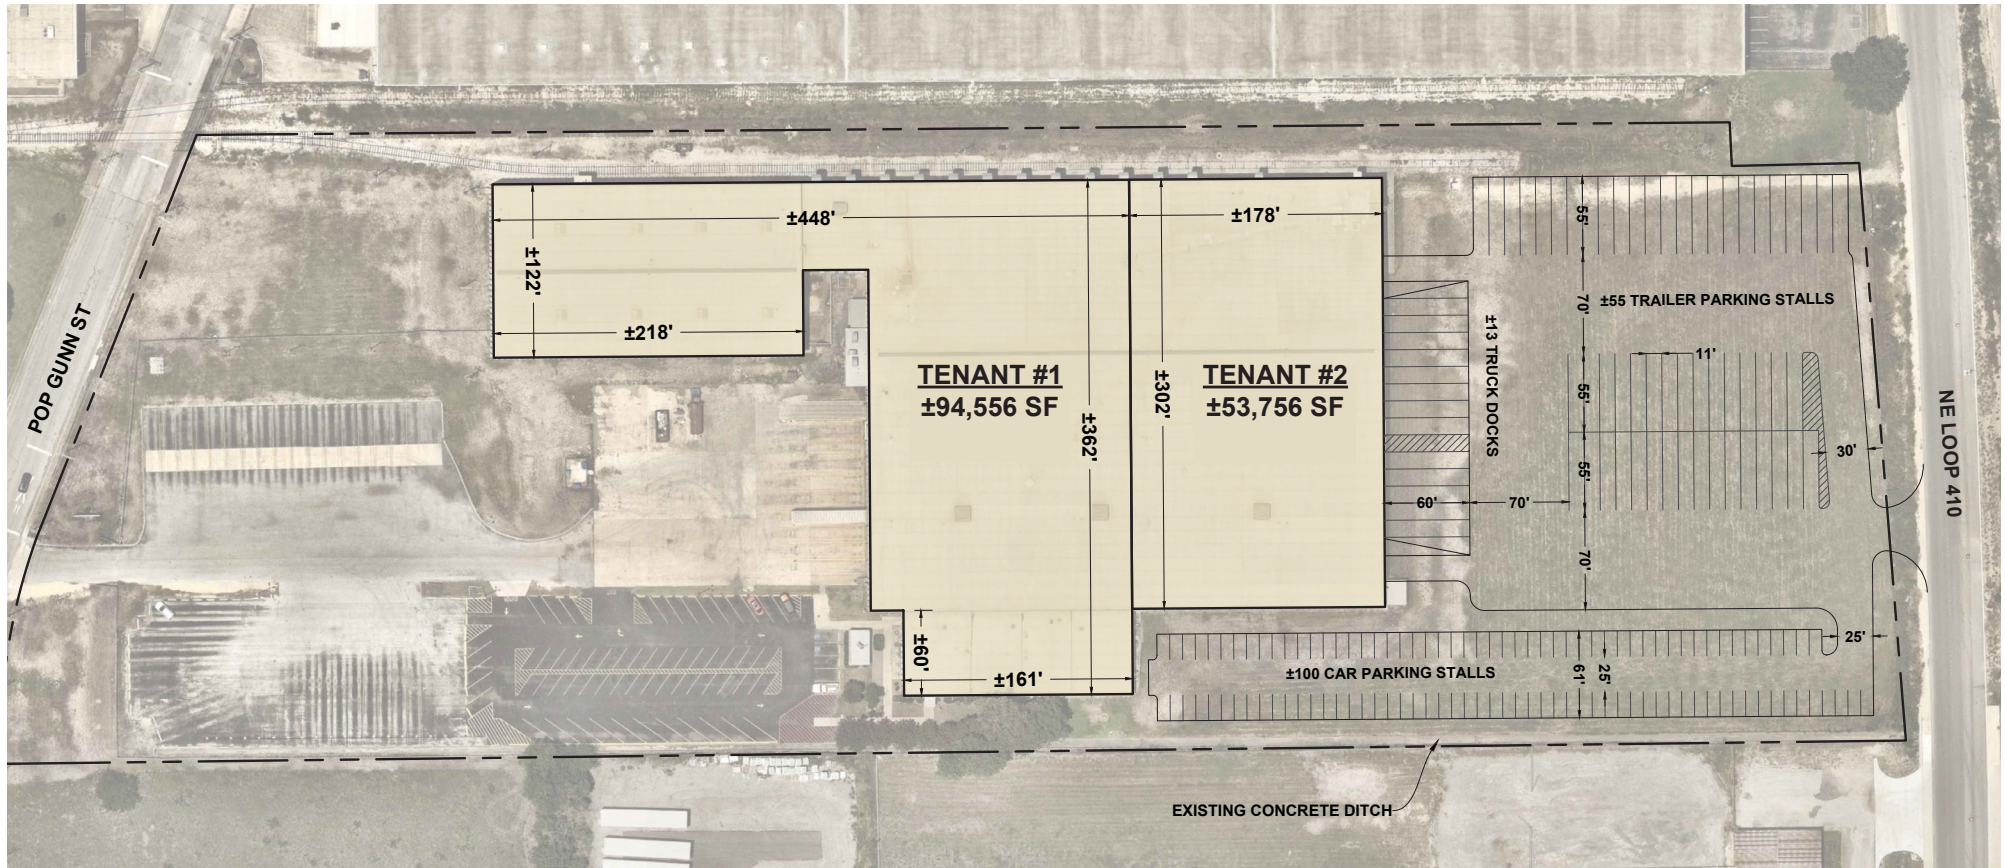 ±448'
±178'
±122'
±218'
55'
70'
±55 TRAILER PARKING STALLS
±13 TRUCK DOCKS
11'
POP GUNN ST
TENANT #1
±94,556 SF
±362'
±302'
TENANT #2
±53,756 SF
55'
55'
30'
NE LOOP 410
60'
70'
70'
±60'
±161'
25'
±100 CAR PARKING STALLS
61'
25'
EXISTING CONCRETE DITCH